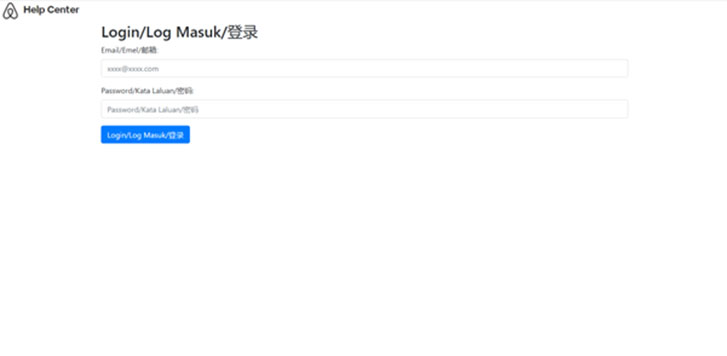 Help Center
Login/Log Masuk/登录
Email/Emel/邮箱:
xxxx@xxxx.com
Password/Kata Laluan/密码:
Password/Kata Laluan/密码
Login/Log Masuk/登录